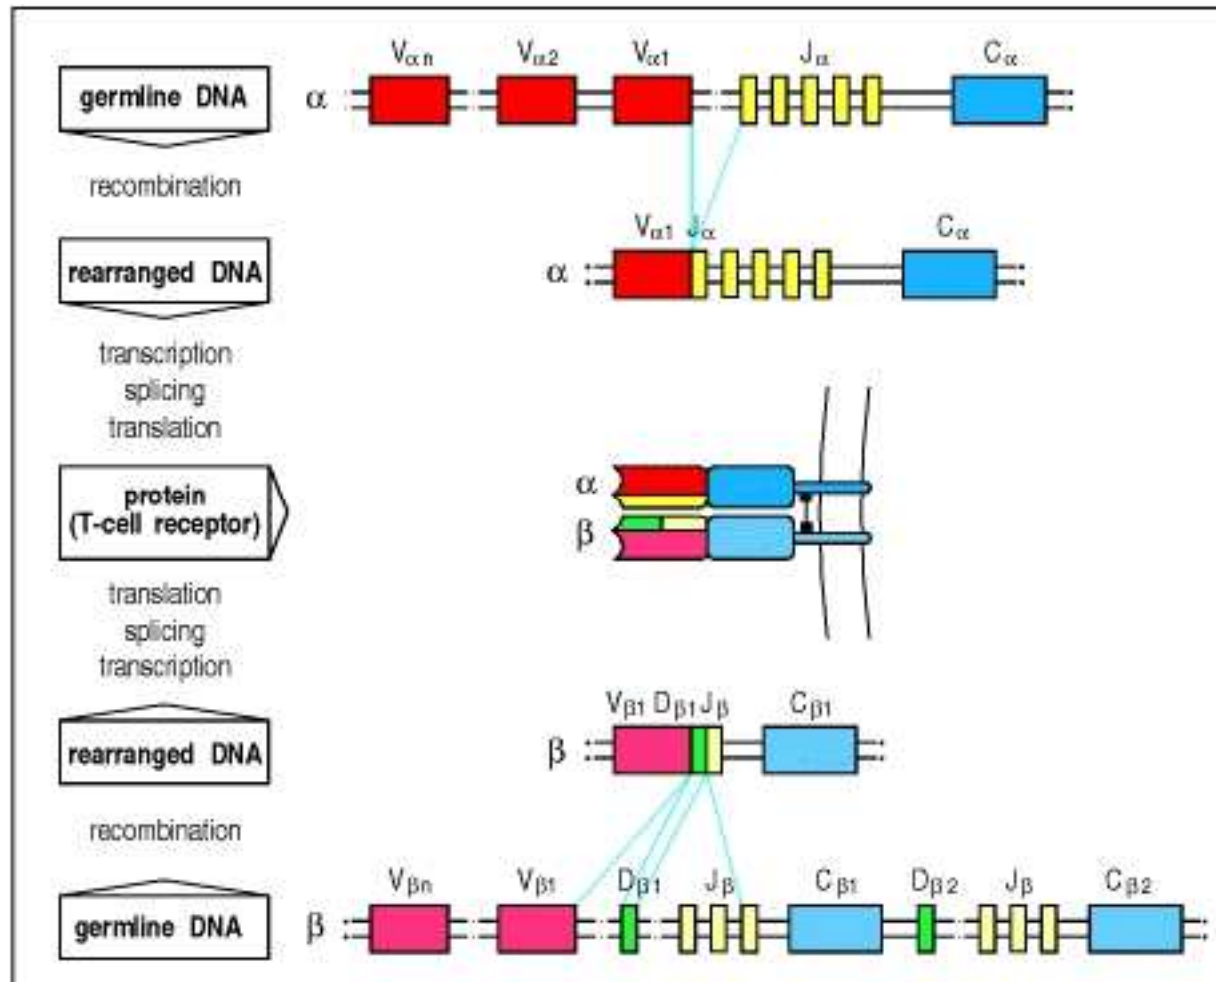 Vαn Vα2 Vα1 Jα Cα
germline DNA α
recombination
Vα1 Jα Cα
rearranged DNA α
transcription
splicing
translation
protein
(T-cell receptor)
α
β
translation
splicing
transcription
Vβ1 Dβ1 Jβ Cβ1
rearranged DNA β
recombination
Vβn Vβ1 Dβ1 Jβ Cβ1 Dβ2 Jβ Cβ2
germline DNA β